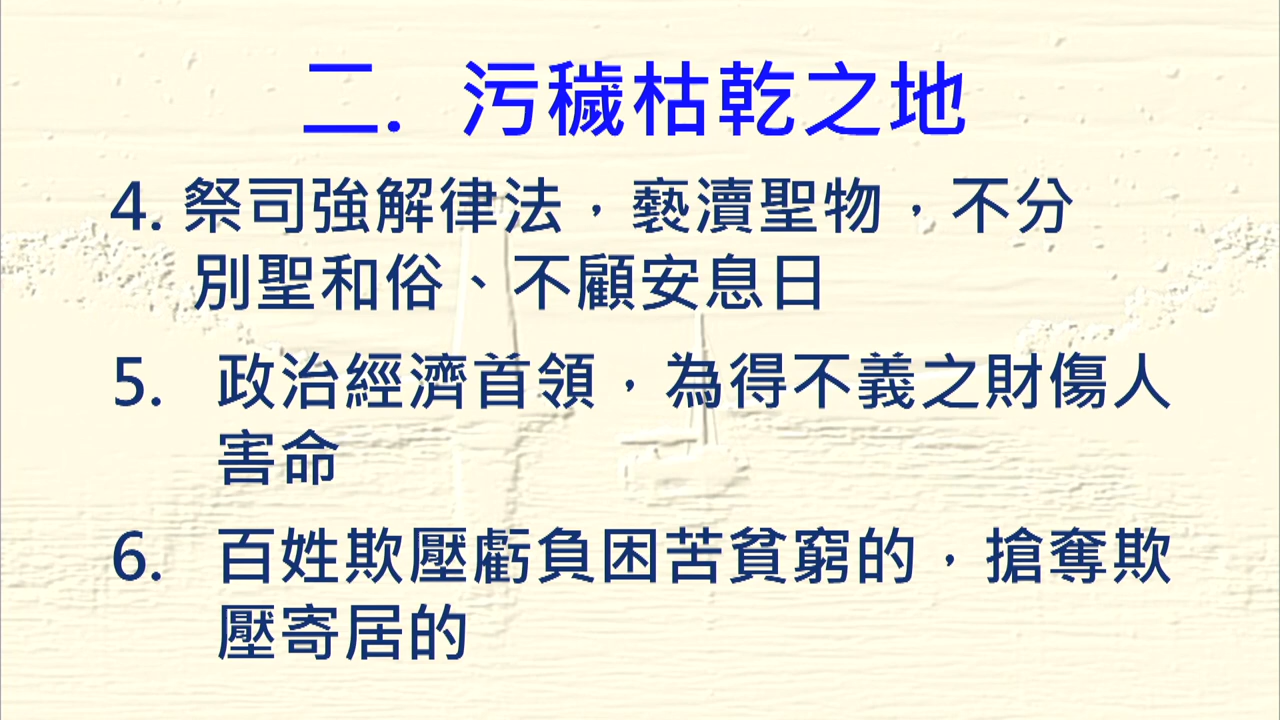 二. 污穢枯乾之地
4. 祭司強解律法，褻瀆聖物，不分
別聖和俗、不顧安息日
5. 政治經濟首領，為得不義之財傷人
害命
6. 百姓欺壓虧負困苦貧窮的，搶奪欺
壓寄居的